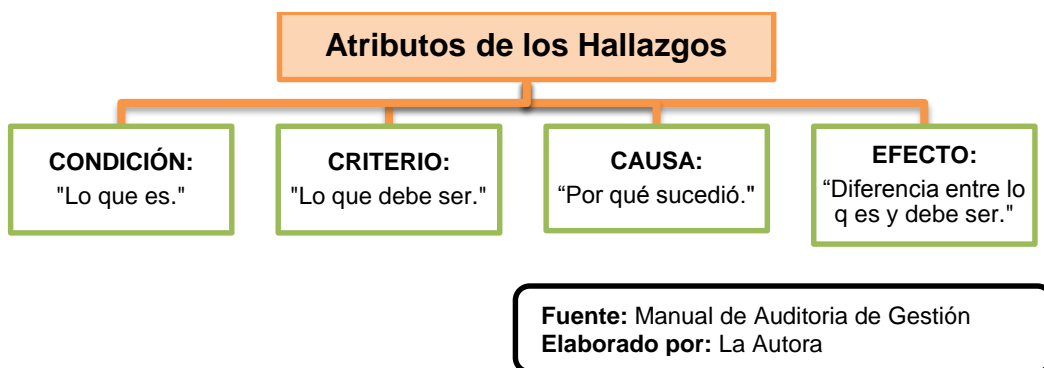 Atributos de los Hallazgos
CONDICIÓN:
"Lo que es."
CRITERIO:
"Lo que debe ser."
CAUSA:
“Por qué sucedió."
EFECTO:
“Diferencia entre lo
q es y debe ser."
Fuente: Manual de Auditoria de Gestión
Elaborado por: La Autora